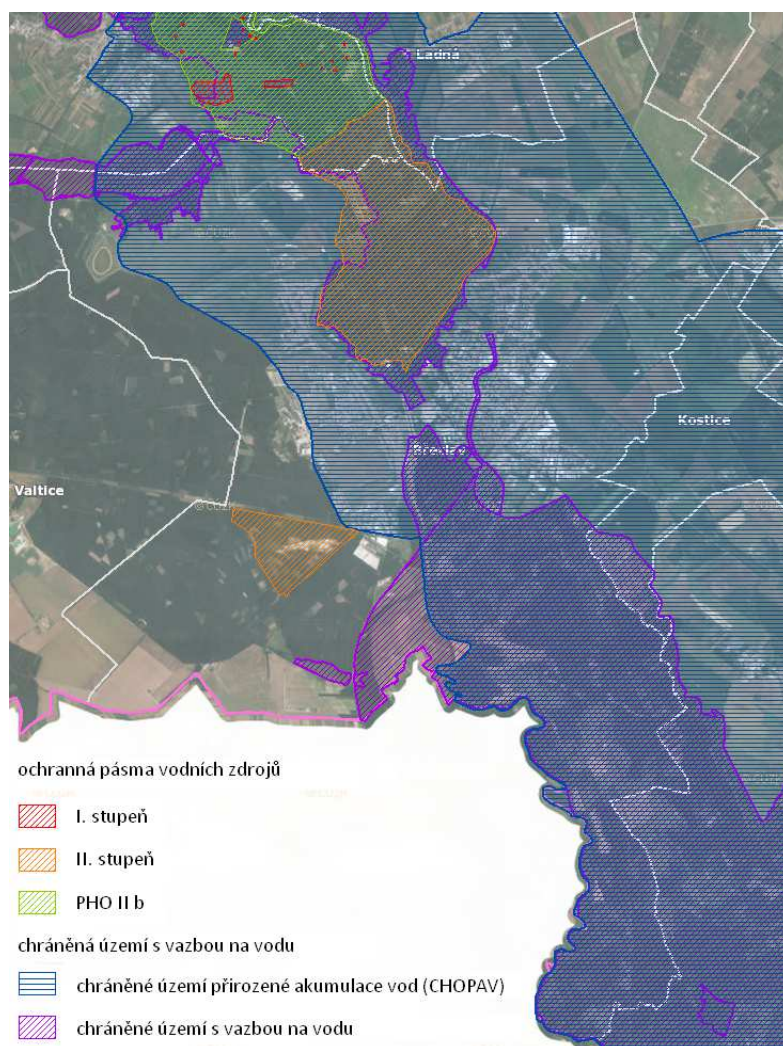 Ladná
Kostice
Břeclav
Valtice
ochranná pásma vodních zdrojů
I. stupeň
II. stupeň
PHO II b
chráněná území s vazbou na vodu
chráněné území přirozené akumulace vod (CHOPAV)
chráněné území s vazbou na vodu